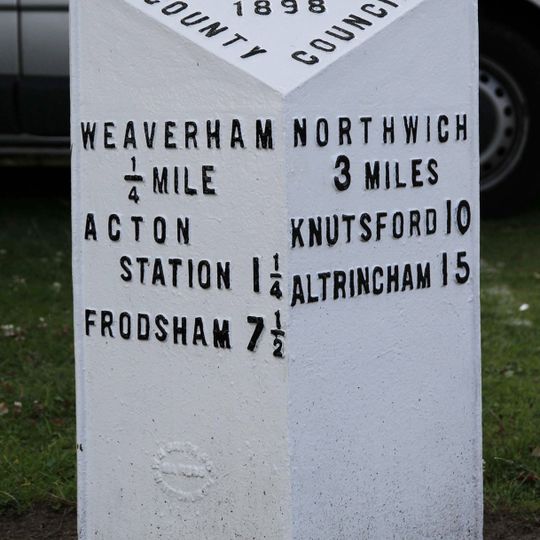 1898
COUNTY COUNCIL
WEAVERHAM
1/4 MILE
ACTON
STATION 1 1/4
FRODSHAM 7 1/2
NORTHWICH
3 MILES
KNUTSFORD 10
ALTRINCHAM 15